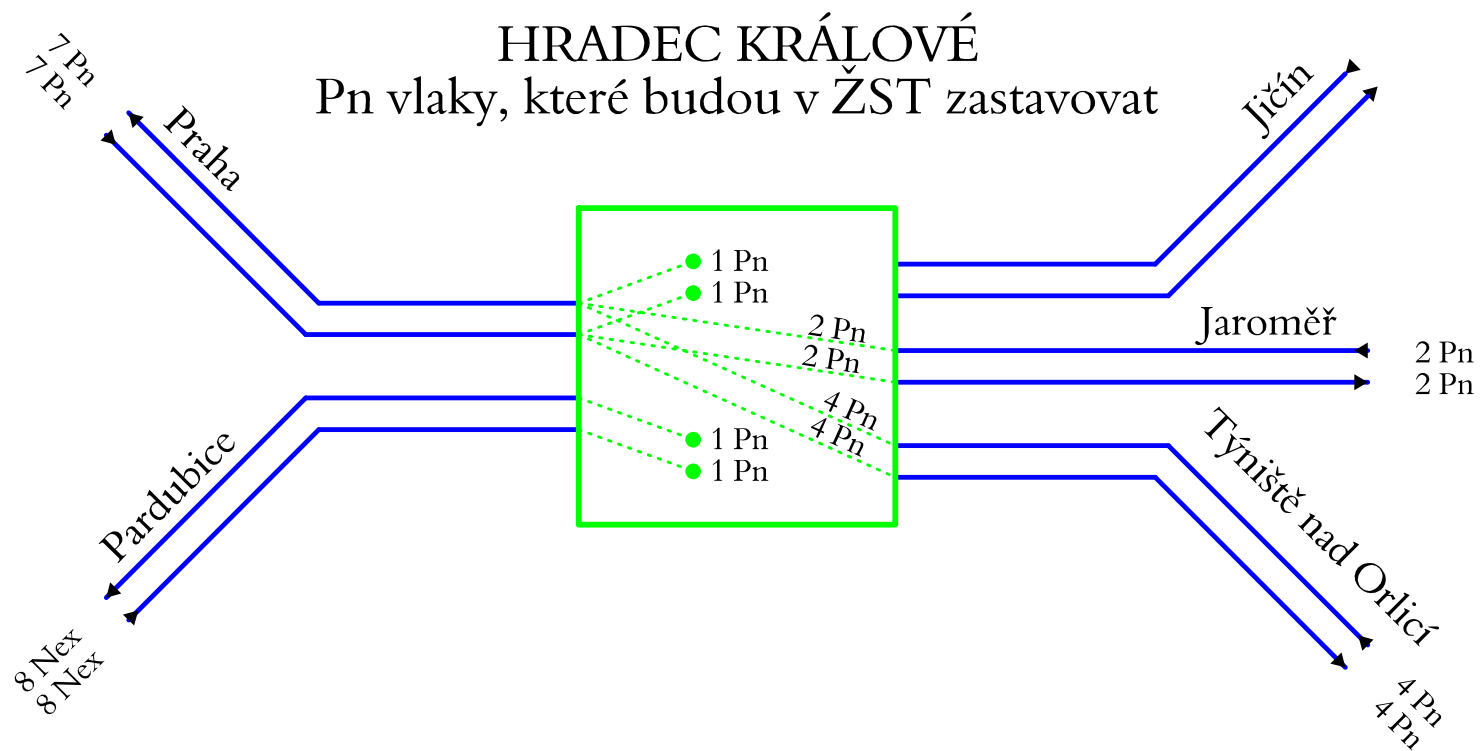 HRADEC KRÁLOVÉ
Pn vlaky, které budou v ŽST zastavovat
7 Pn
7 Pn
Praha
Jičín
1 Pn
1 Pn
2 Pn
2 Pn
4 Pn
4 Pn
1 Pn
1 Pn
Jaroměř
2 Pn
2 Pn
Pardubice
8 Nex
8 Nex
Týniště nad Orlicí
4 Pn
4 Pn